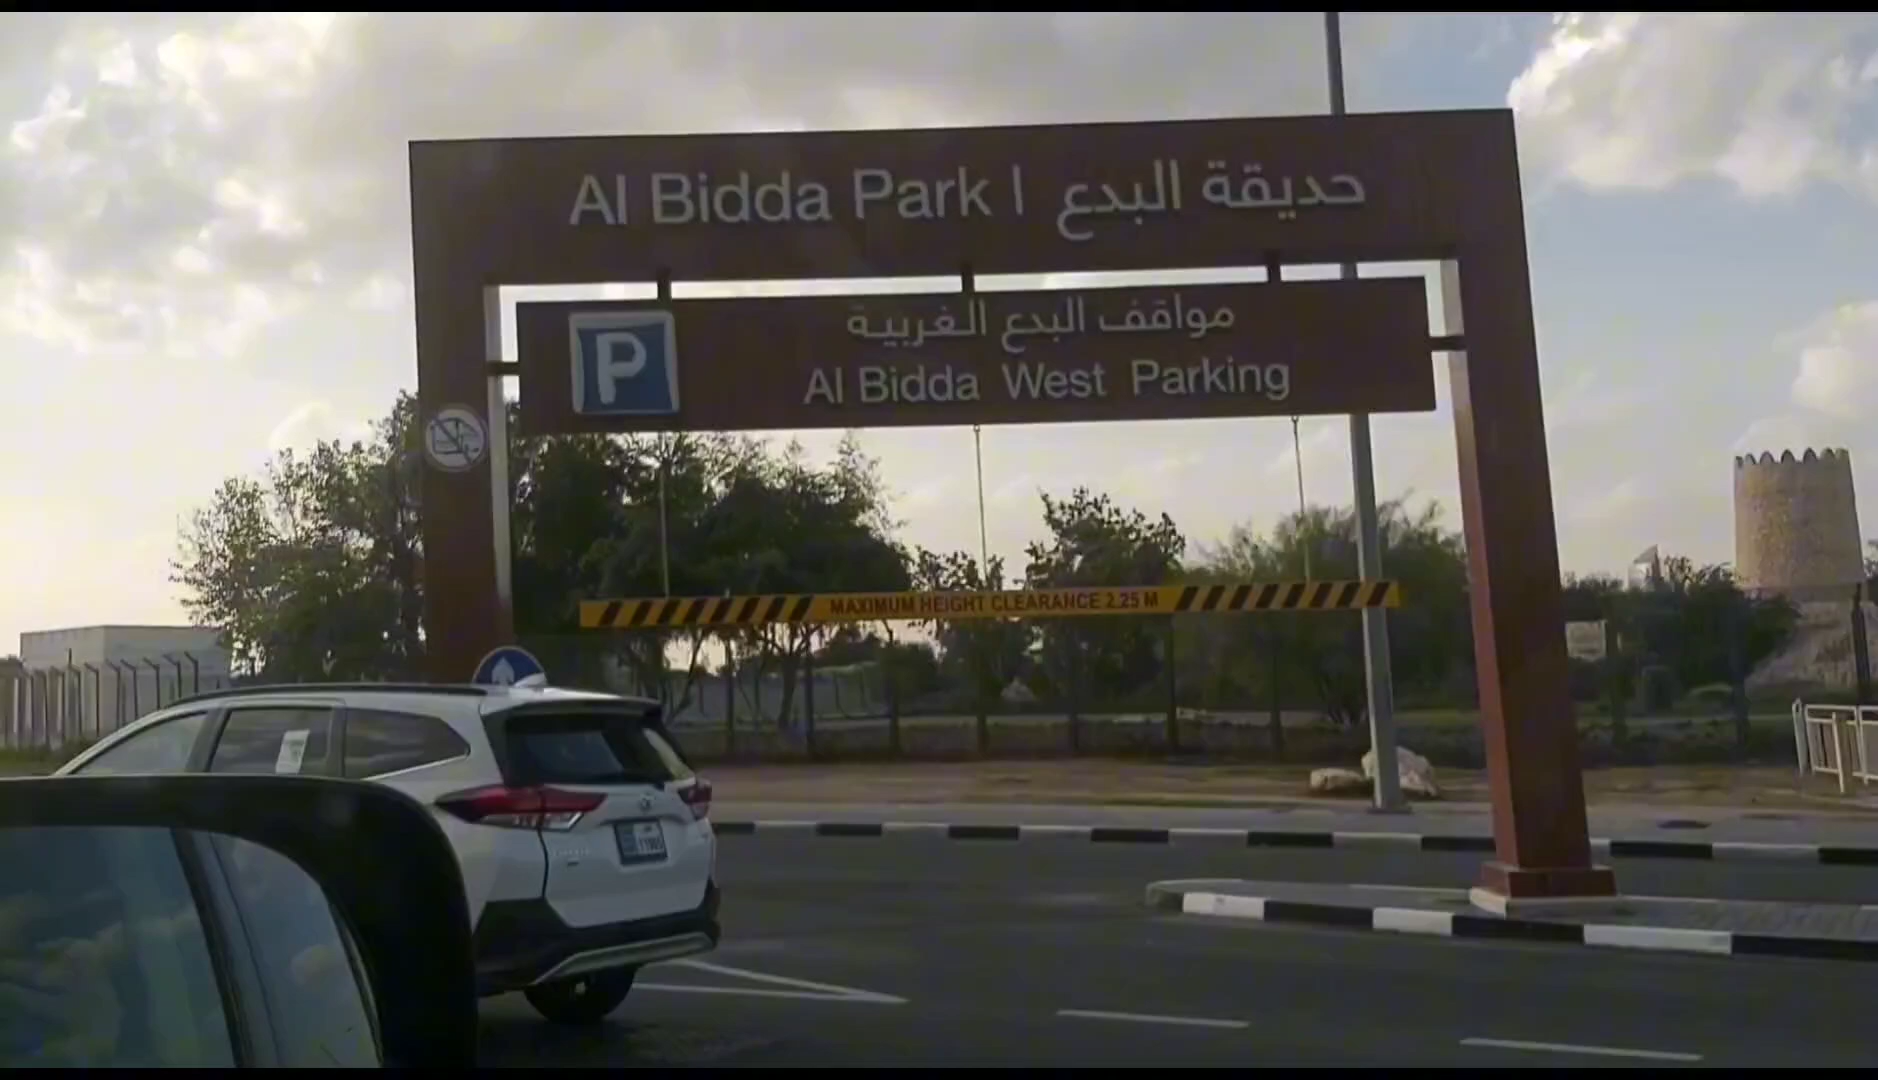 Al Bidda Park | حديقة البدع
مواقف البدع الغربية
P
Al Bidda West Parking
MAXIMUM HEIGHT CLEARANCE 2.25 M